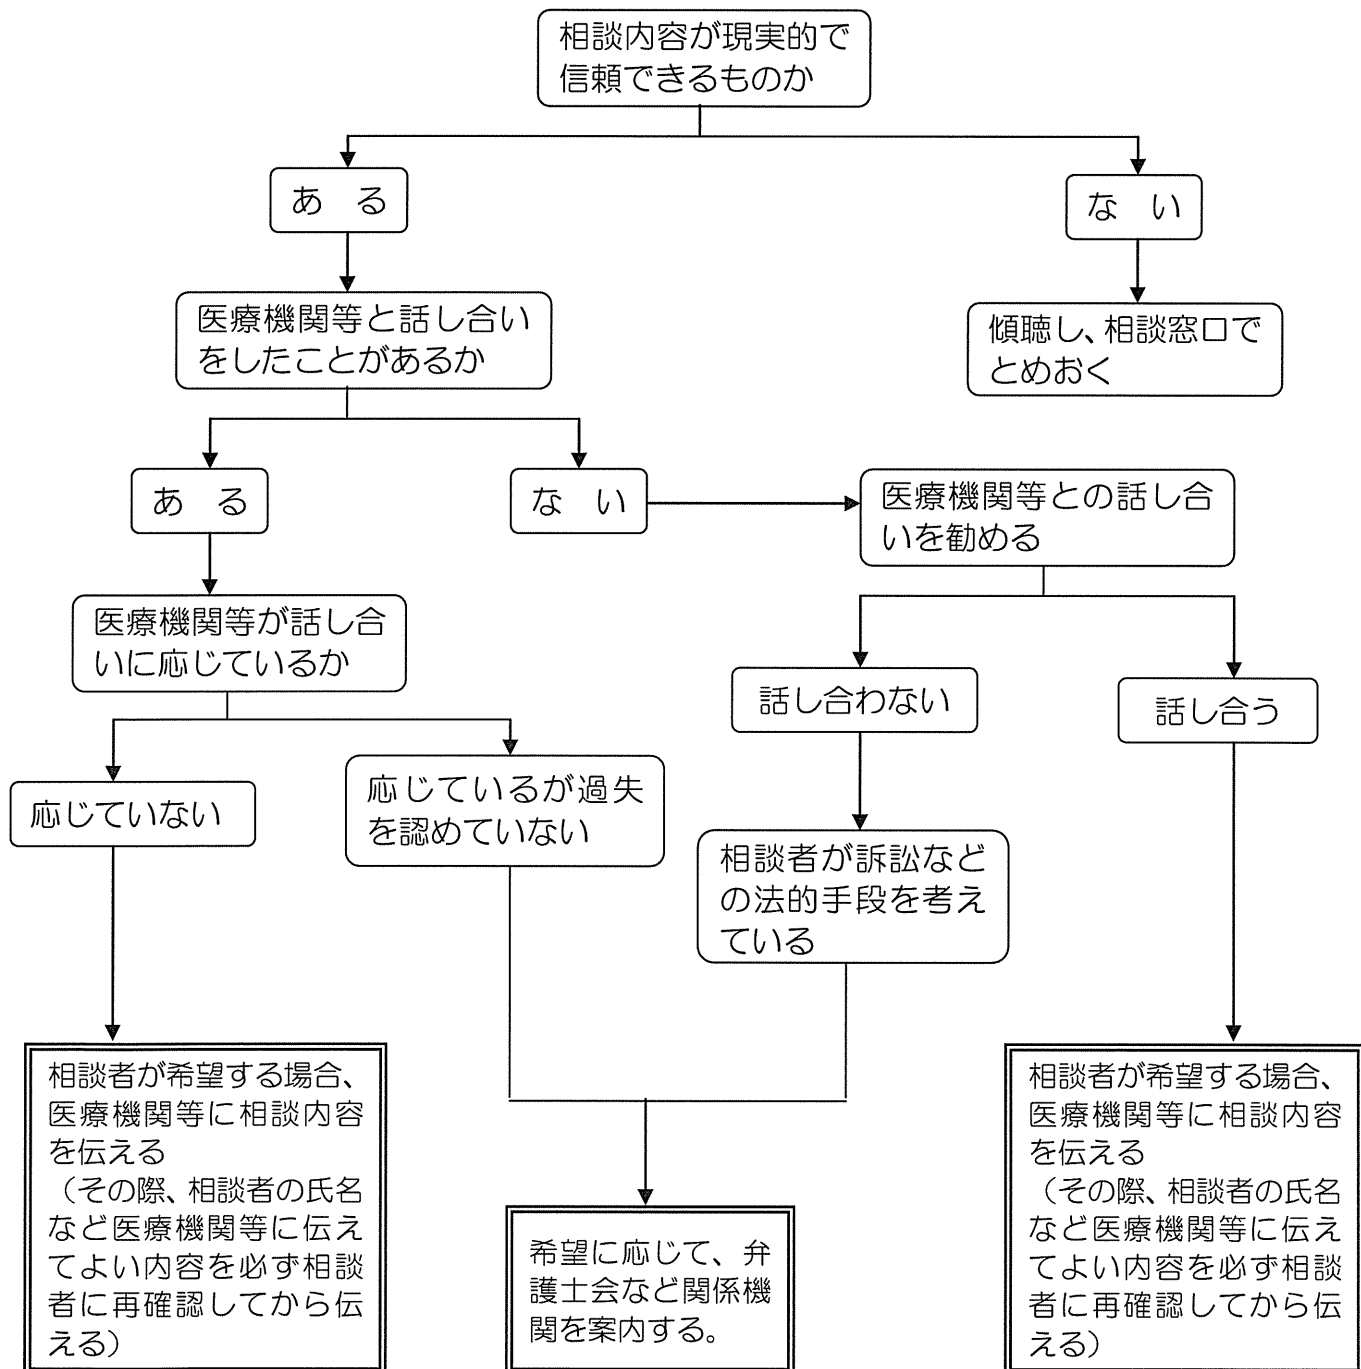 相談内容が現実的で
信頼できるものか
あ る
な い
医療機関等と話し合い
をしたことがあるか
傾聴し、相談窓口で
とめおく
あ る
な い
医療機関等との話し合
いを勧める
医療機関等が話し合
いに応じているか
話し合わない
話し合う
応じていない
応じているが過失
を認めていない
相談者が訴訟など
の法的手段を考え
ている
相談者が希望する場合、
医療機関等に相談内容
を伝える
（その際、相談者の氏名
など医療機関等に伝え
てよい内容を必ず相談
者に再確認してから伝
える）
希望に応じて、弁
護士会など関係機
関を案内する。
相談者が希望する場合、
医療機関等に相談内容
を伝える
（その際、相談者の氏名
など医療機関等に伝え
てよい内容を必ず相談
者に再確認してから伝
える）